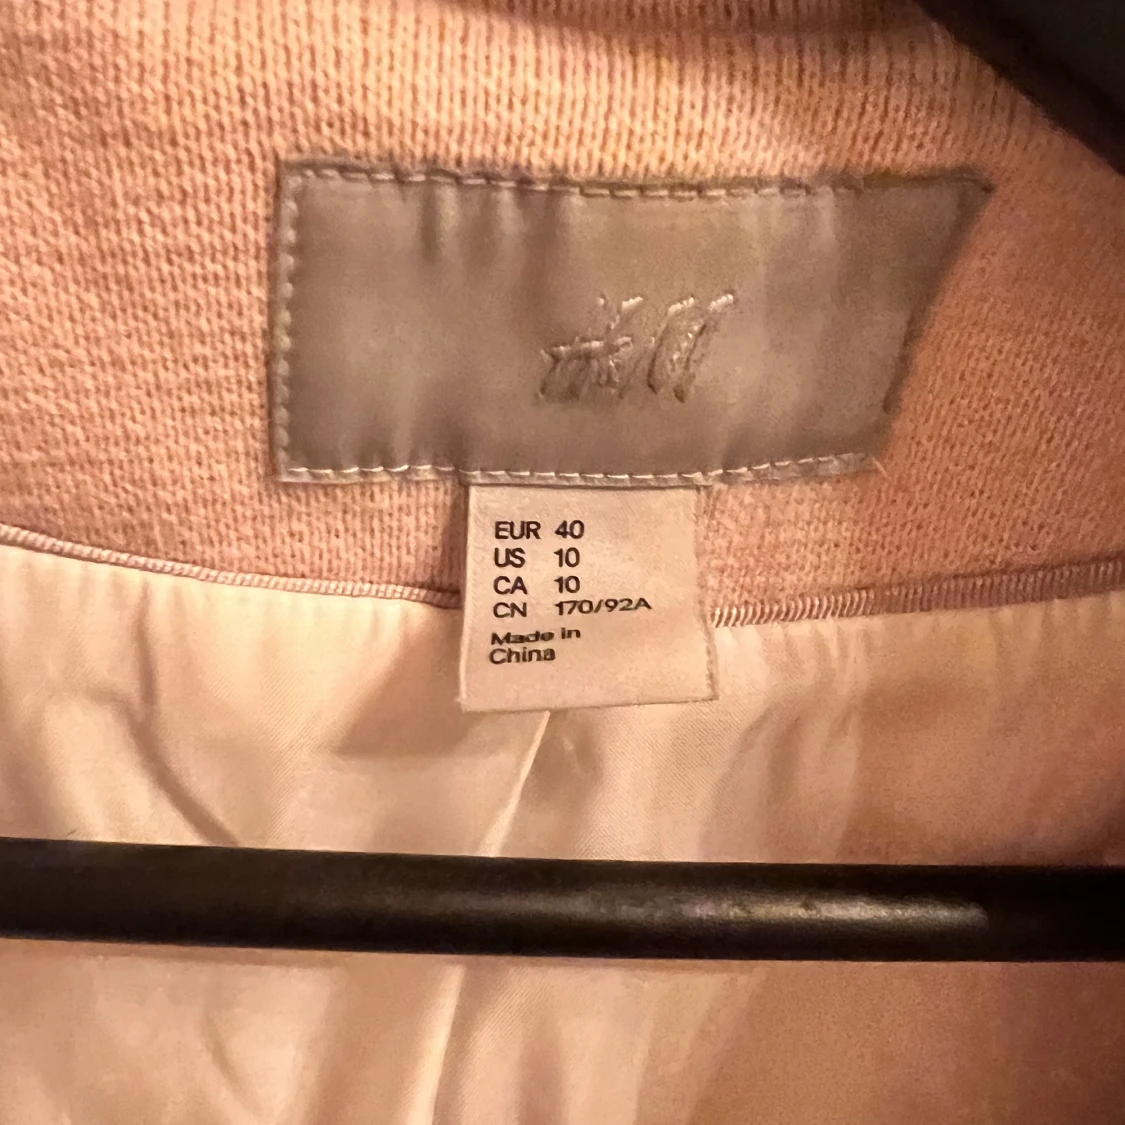 EUR 40
US 10
CA 10
CN 170/92A
Made in
China